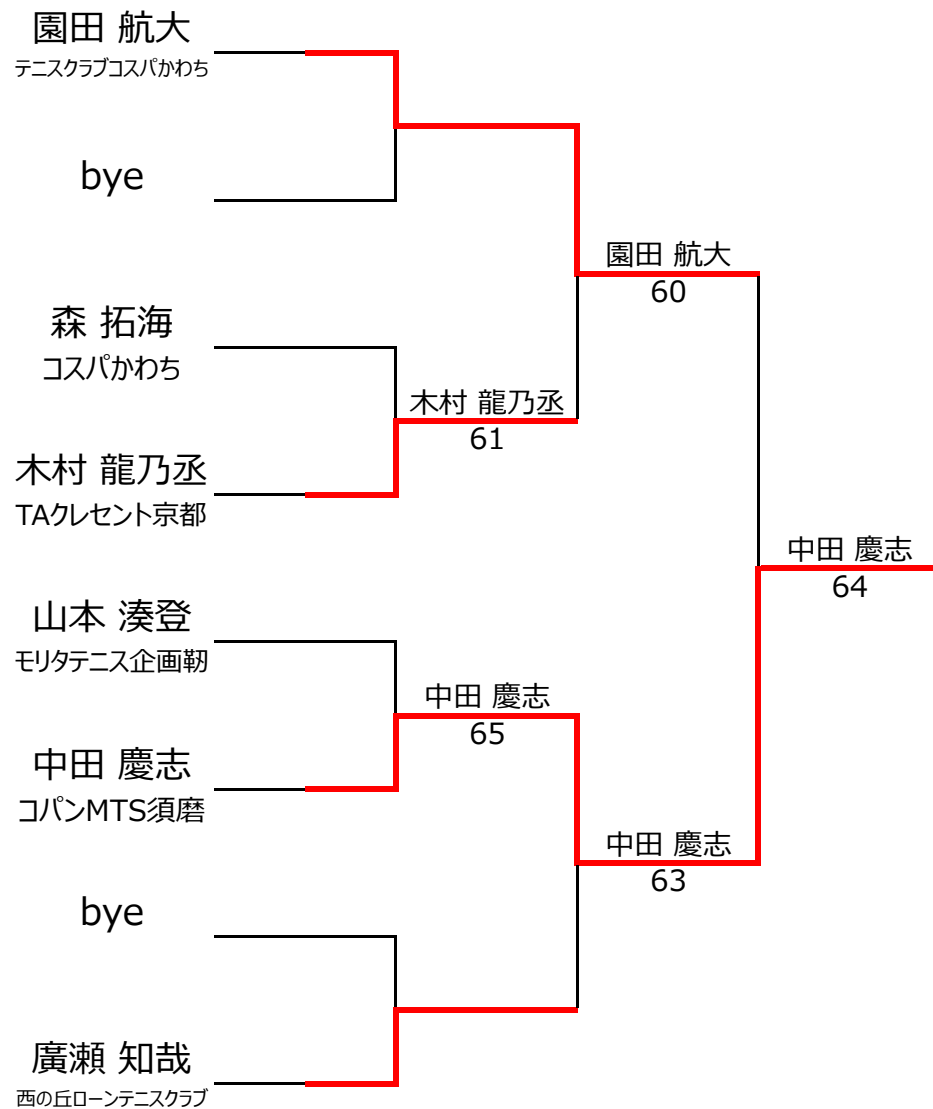 園田 航大
テニスクラブコスパかわち
bye
園田 航大
60
森 拓海
コスパかわち
木村 龍乃丞
61
木村 龍乃丞
TAクレセント京都
中田 慶志
64
山本 湊登
モリタテニス企画靭
中田 慶志
65
中田 慶志
コパンMTS須磨
中田 慶志
63
bye
廣瀬 知哉
西の丘ローンテニスクラブ